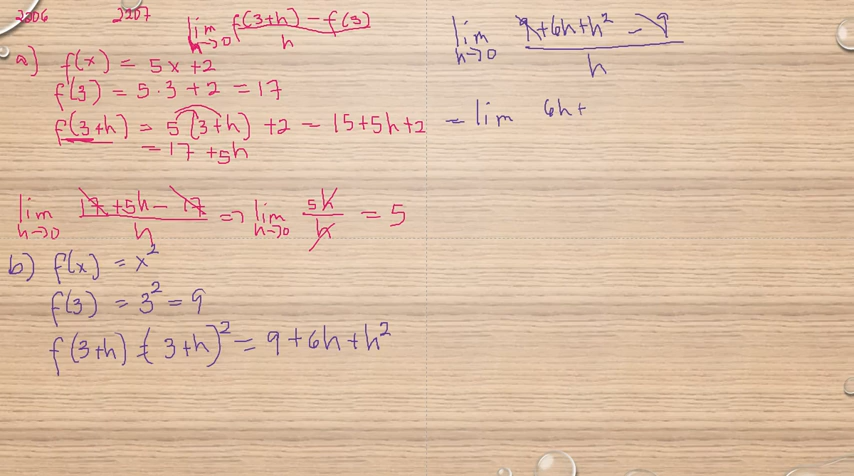 2306 2207
lim h→0 (f(3+h) - f(3))/h
a) f(x) = 5x+2
f(3) = 5·3+2 = 17
f(3+h) = 5(3+h)+2 = 15+5h+2
= 17+5h
lim h→0 (17+5h-17)/h => lim h→0 5h/h = 5
b) f(x) = x²
f(3) = 3² = 9
f(3+h) = (3+h)² = 9+6h+h²
lim h→0 (9+6h+h²-9)/h
= lim 6h+